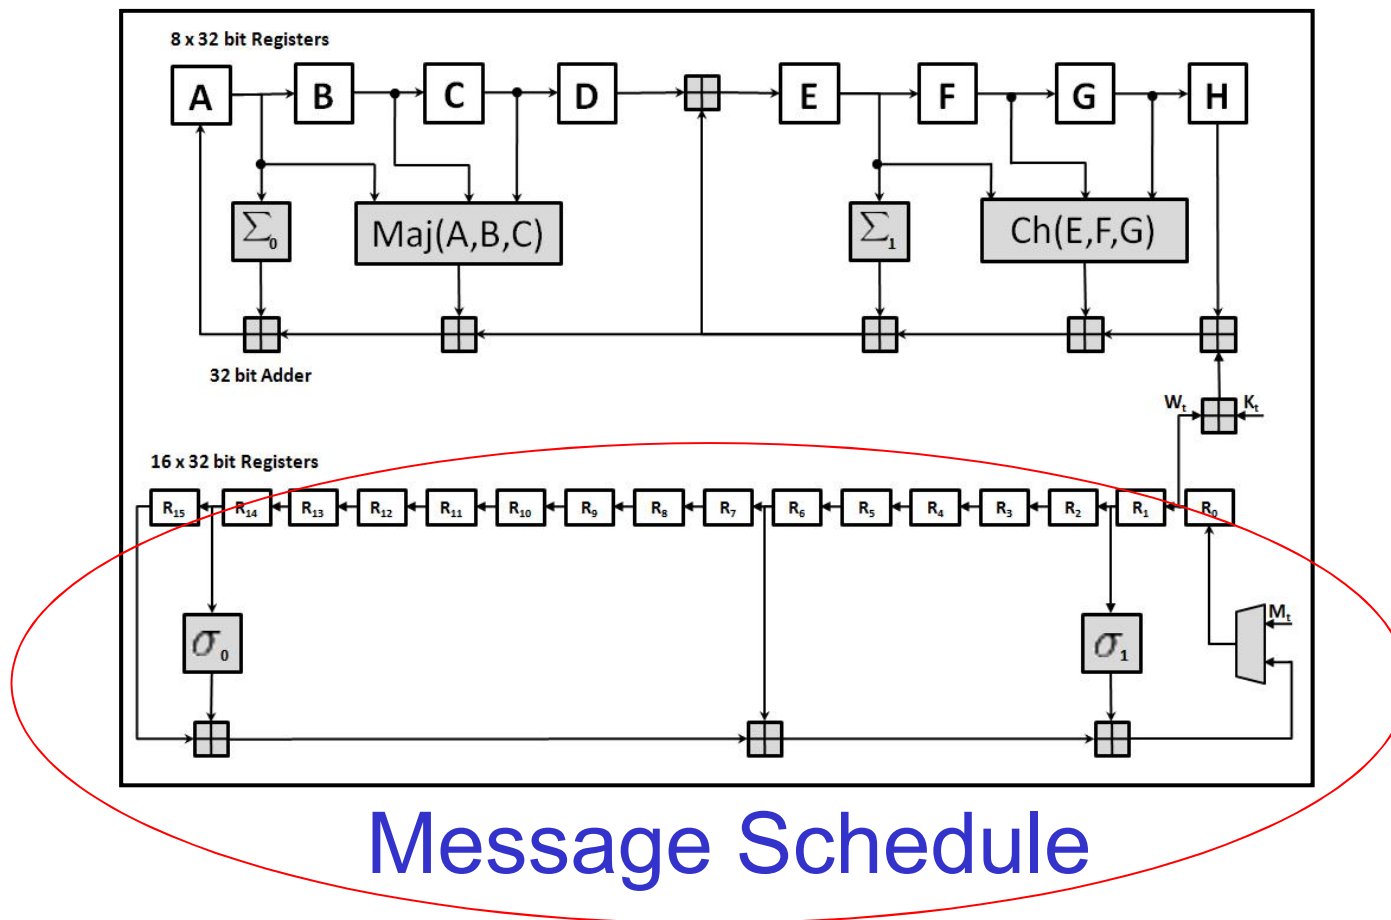 8 x 32 bit Registers
A B C D E F G H
Σ0 Maj(A,B,C) Σ1 Ch(E,F,G)
32 bit Adder
Wt Kt
16 x 32 bit Registers
R15 R14 R13 R12 R11 R10 R9 R8 R7 R6 R5 R4 R3 R2 R1 R0
Mt
σ0 σ1
Message Schedule